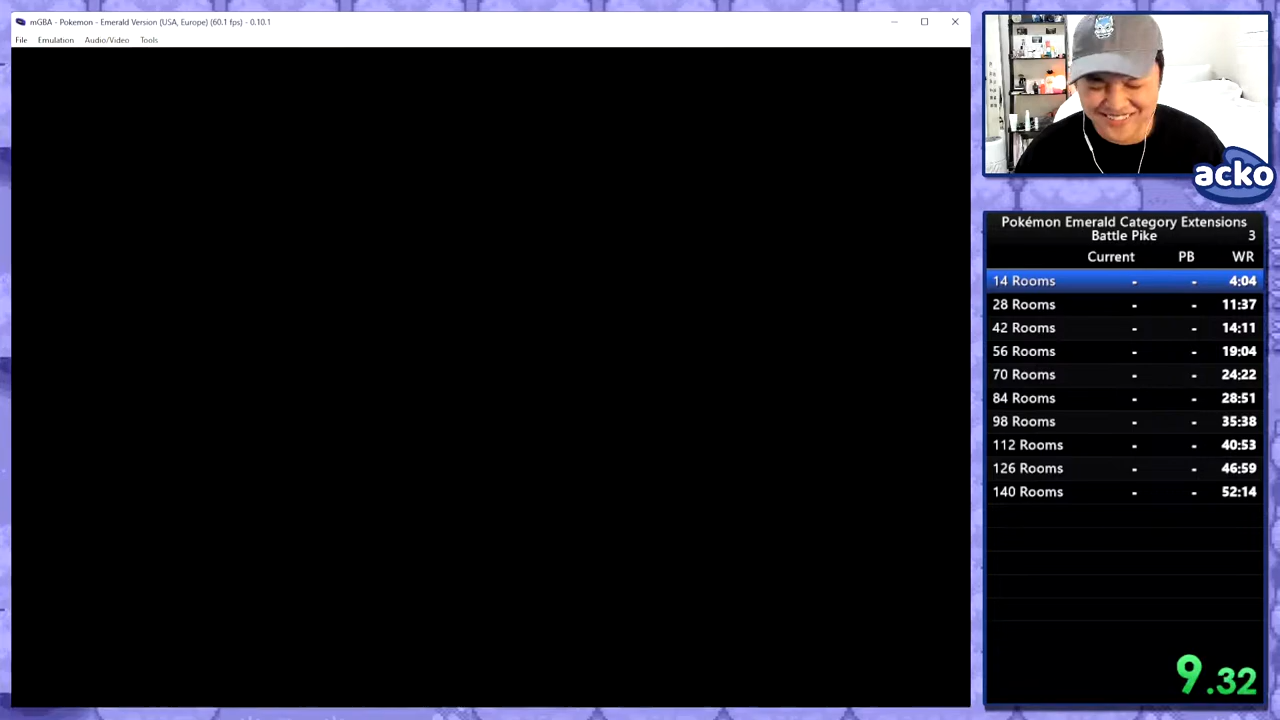 mGBA - Pokemon - Emerald Version (USA, Europe) (60.1 fps) - 0.10.1
File Emulation Audio/Video Tools
acko
Pokémon Emerald Category Extensions
Battle Pike 3
Current PB WR
14 Rooms - - 4:04
28 Rooms - - 11:37
42 Rooms - - 14:11
56 Rooms - - 19:04
70 Rooms - - 24:22
84 Rooms - - 28:51
98 Rooms - - 35:38
112 Rooms - - 40:53
126 Rooms - - 46:59
140 Rooms - - 52:14
9.32